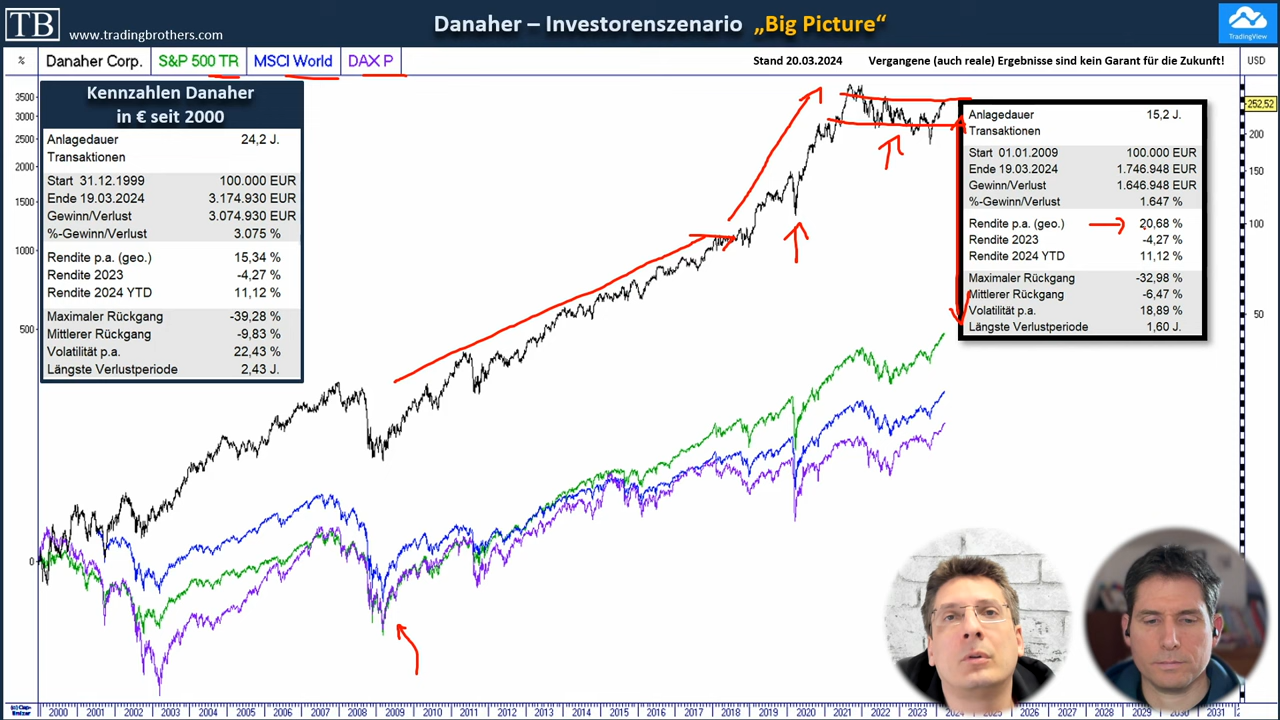 TB www.tradingbrothers.com
Danaher – Investorenszenario „Big Picture“
TradingView
% Danaher Corp. S&P 500 TR MSCI World DAX P
Stand 20.03.2024 Vergangene (auch reale) Ergebnisse sind kein Garant für die Zukunft! USD
Kennzahlen Danaher
in € seit 2000
Anlagedauer 24,2 J.
Transaktionen
Start 31.12.1999 100.000 EUR
Ende 19.03.2024 3.174.930 EUR
Gewinn/Verlust 3.074.930 EUR
%-Gewinn/Verlust 3.075 %
Rendite p.a. (geo.) 15,34 %
Rendite 2023 -4,27 %
Rendite 2024 YTD 11,12 %
Maximaler Rückgang -39,28 %
Mittlerer Rückgang -9,83 %
Volatilität p.a. 22,43 %
Längste Verlustperiode 2,43 J.
Anlagedauer 15,2 J.
Transaktionen
Start 01.01.2009 100.000 EUR
Ende 19.03.2024 1.746.948 EUR
Gewinn/Verlust 1.646.948 EUR
%-Gewinn/Verlust 1.647 %
Rendite p.a. (geo.) 20,68 %
Rendite 2023 -4,27 %
Rendite 2024 YTD 11,12 %
Maximaler Rückgang -32,98 %
Mittlerer Rückgang -6,47 %
Volatilität p.a. 18,89 %
Längste Verlustperiode 1,60 J.
3500
3000
2500
2000
1500
1000
500
0
252,52
200
150
100
50
2000 2001 2002 2003 2004 2005 2006 2007 2008 2009 2010 2011 2012 2013 2014 2015 2016 2017 2018 2019 2020 2021 2022 2023 2024 2025 2026 2027 2028 2029 2030 2031